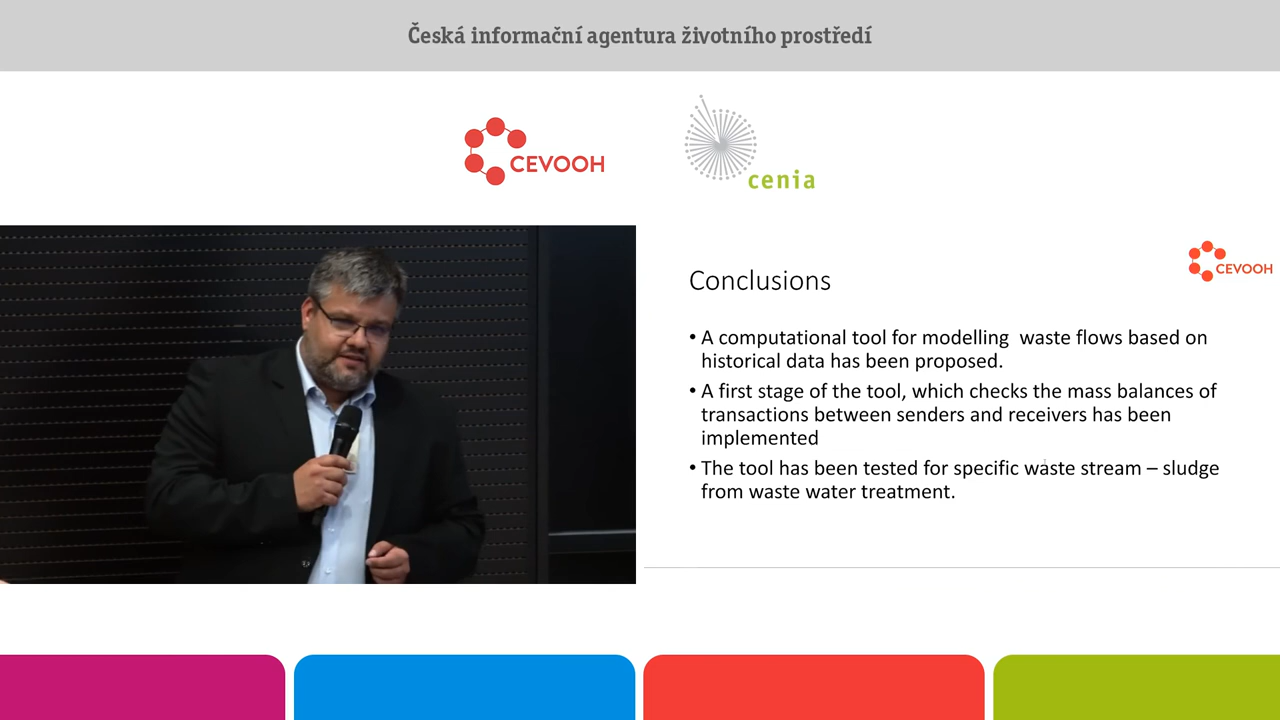 Česká informační agentura životního prostředí
CEVOOH
cenia
CEVOOH
Conclusions
• A computational tool for modelling  waste flows based on
historical data has been proposed.
• A first stage of the tool, which checks the mass balances of
transactions between senders and receivers has been
implemented
• The tool has been tested for specific waste stream – sludge
from waste water treatment.